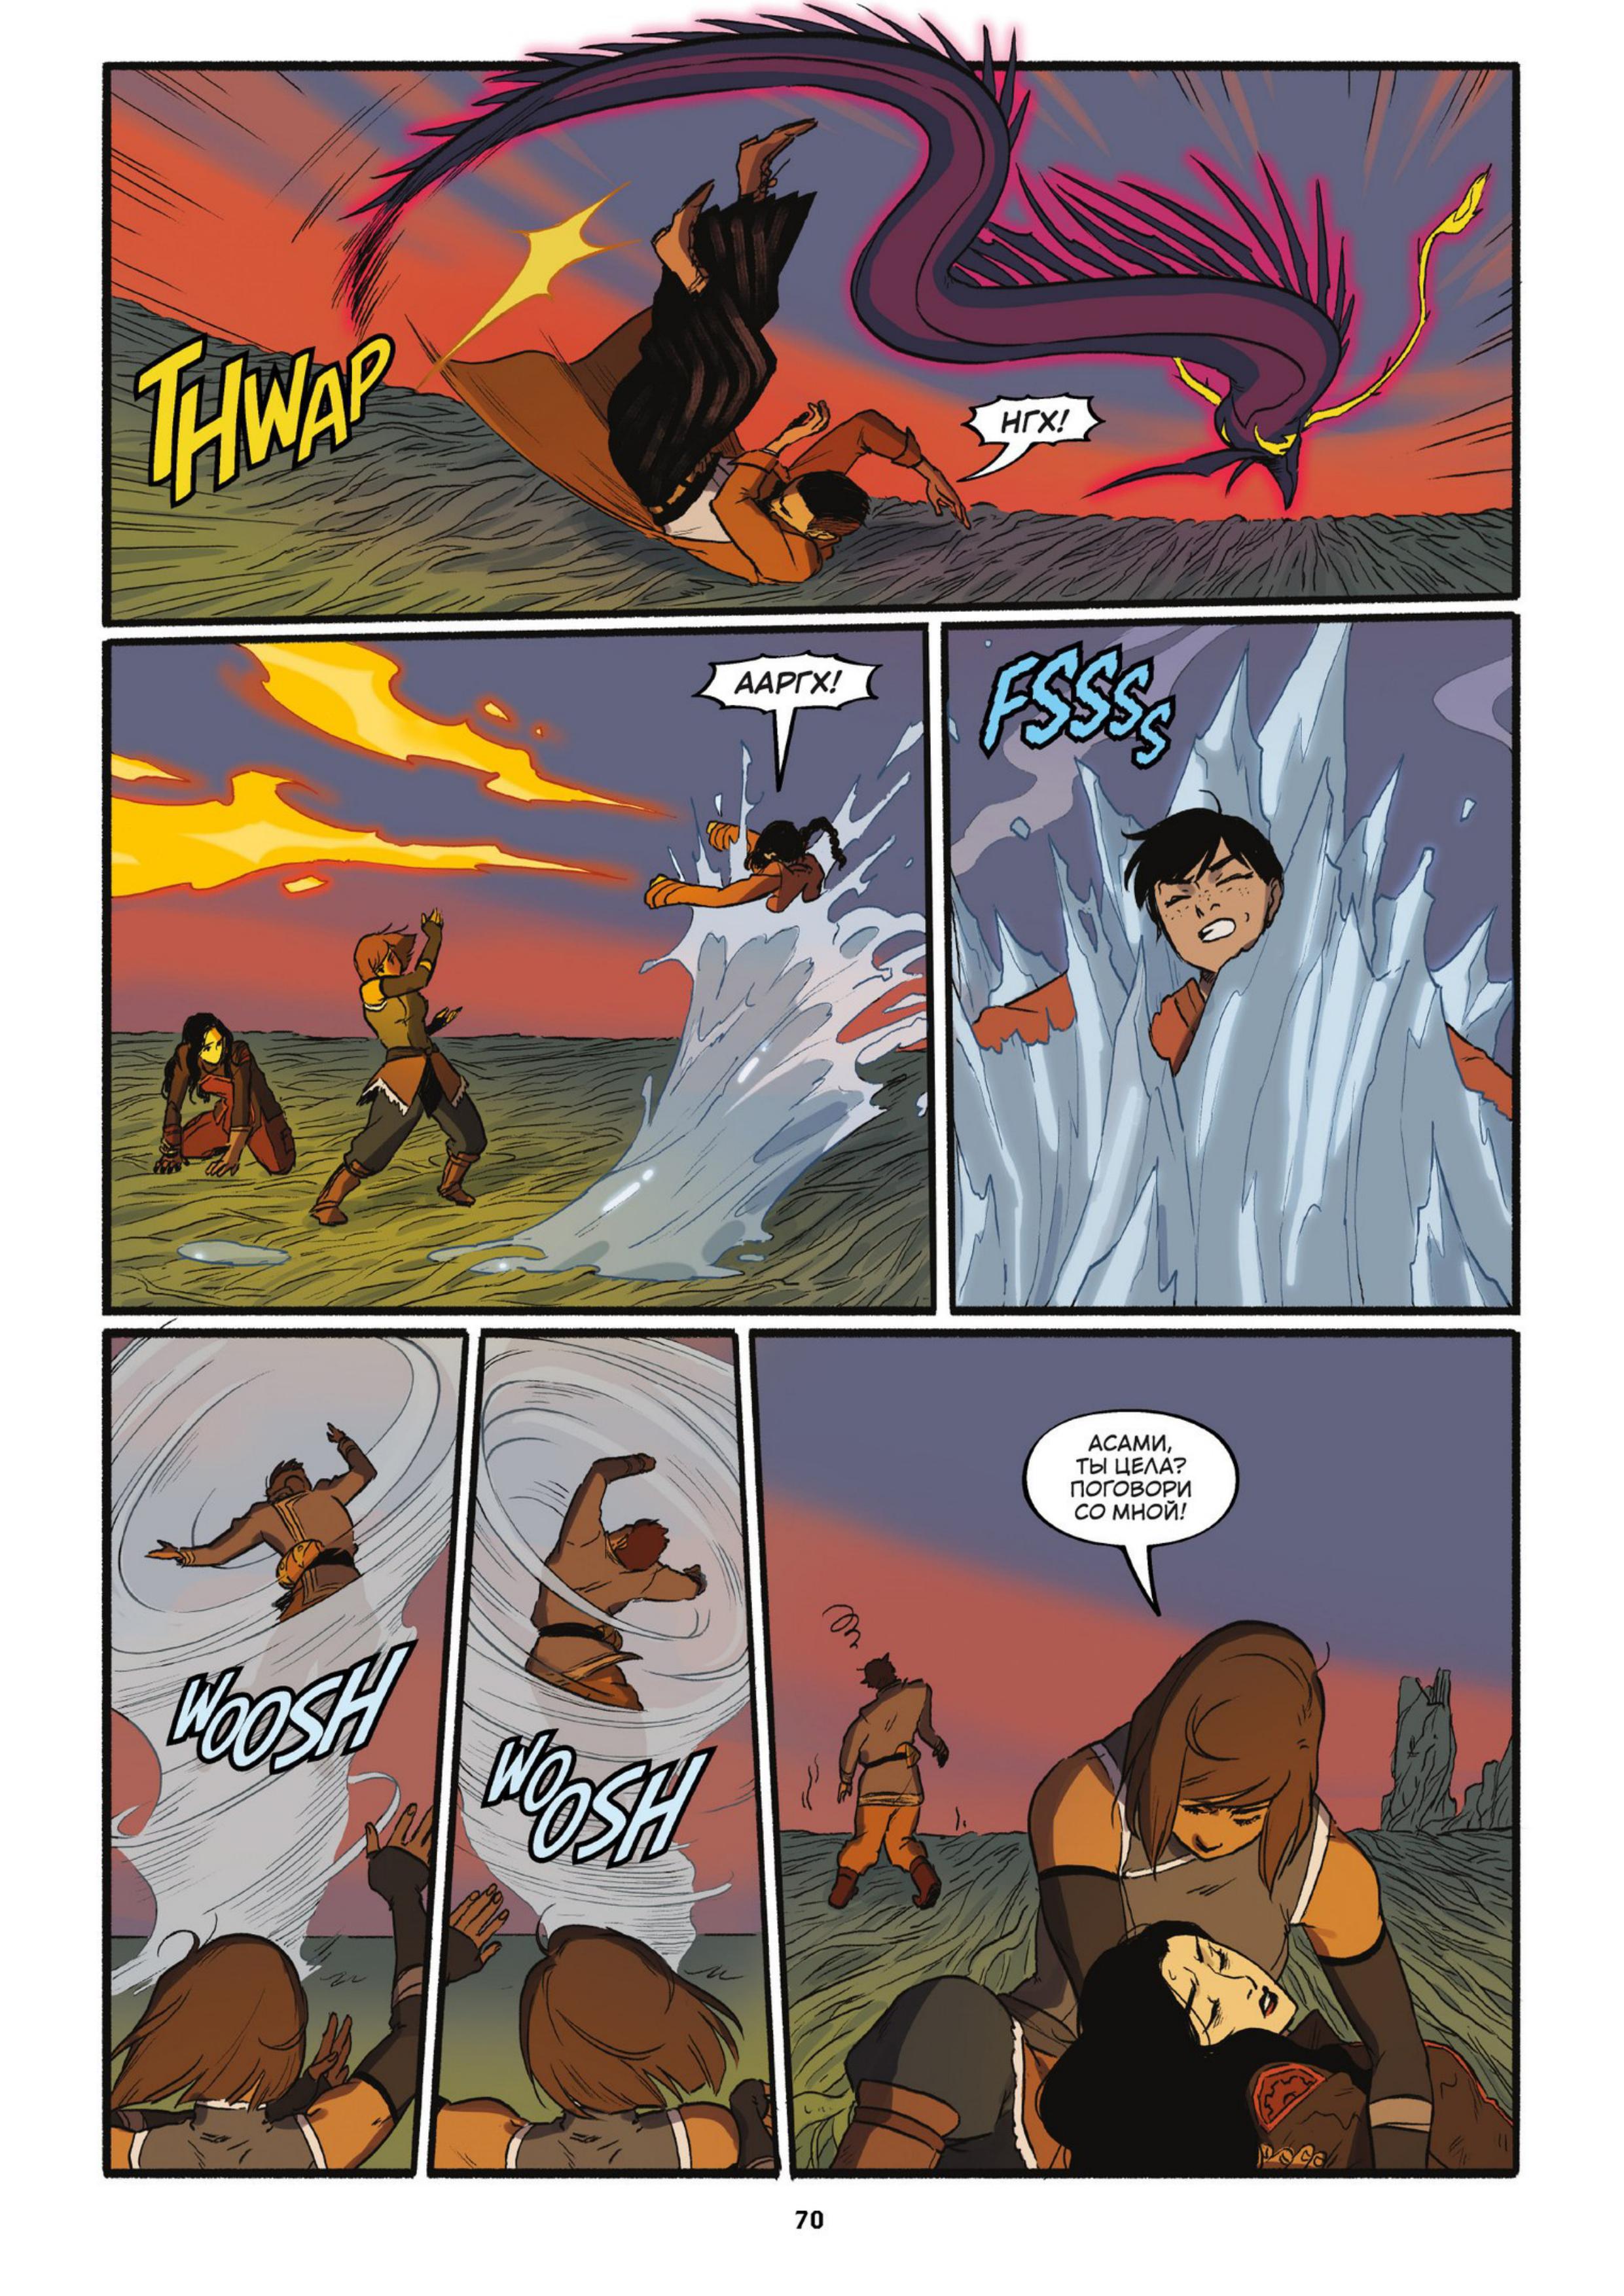 THWAP
НГХ!
ААРГХ!
FSSSS
WOOSH
WOOSH
АСАМИ,
ТЫ ЦЕЛА?
ПОГОВОРИ
СО МНОЙ!
70